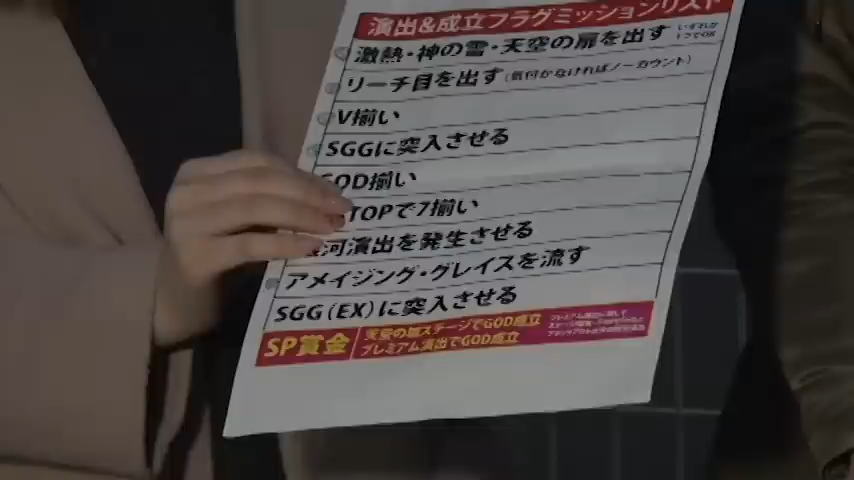 演出&成立フラグミッションリスト
激熱・神の雷・天空の扉を出す いずれか1つでOK
リーチ目を出す(気付かなければノーカウント)
V揃い
SGGに突入させる
GOD揃い
TOPで7揃い
河演出を発生させる
アメイジング・グレイスを流す
SGG(EX)に突入させる
SP賞金
天空の扉ステージでGOD成立
プレミアム演出でGOD成立